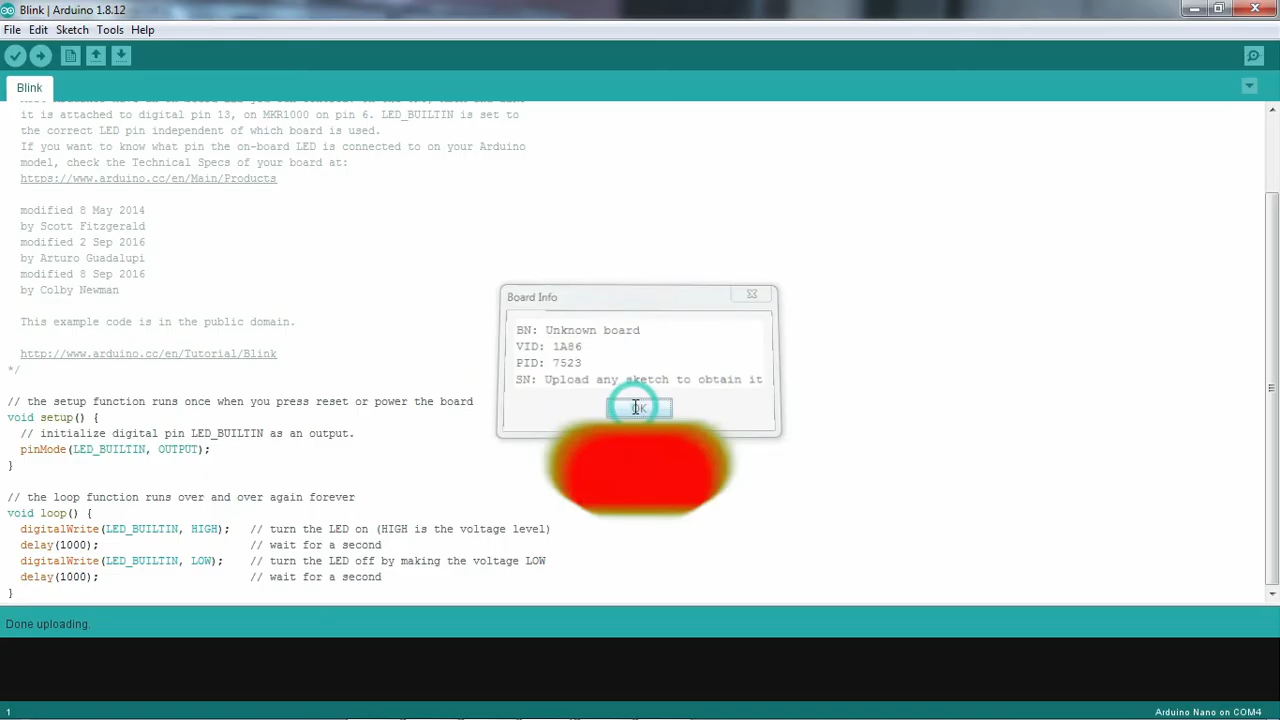 Blink | Arduino 1.8.12
File Edit Sketch Tools Help
Blink
it is attached to digital pin 13, on MKR1000 on pin 6. LED_BUILTIN is set to
the correct LED pin independent of which board is used.
If you want to know what pin the on-board LED is connected to on your Arduino
model, check the Technical Specs of your board at:
https://www.arduino.cc/en/Main/Products
modified 8 May 2014
by Scott Fitzgerald
modified 2 Sep 2016
by Arturo Guadalupi
modified 8 Sep 2016
by Colby Newman
This example code is in the public domain.
http://www.arduino.cc/en/Tutorial/Blink
*/
// the setup function runs once when you press reset or power the board
void setup() {
// initialize digital pin LED_BUILTIN as an output.
pinMode(LED_BUILTIN, OUTPUT);
}
// the loop function runs over and over again forever
void loop() {
digitalWrite(LED_BUILTIN, HIGH); // turn the LED on (HIGH is the voltage level)
delay(1000); // wait for a second
digitalWrite(LED_BUILTIN, LOW); // turn the LED off by making the voltage LOW
delay(1000); // wait for a second
}
Board Info
BN: Unknown board
VID: 1A86
PID: 7523
SN: Upload any sketch to obtain it
OK
Done uploading.
1
Arduino Nano on COM4